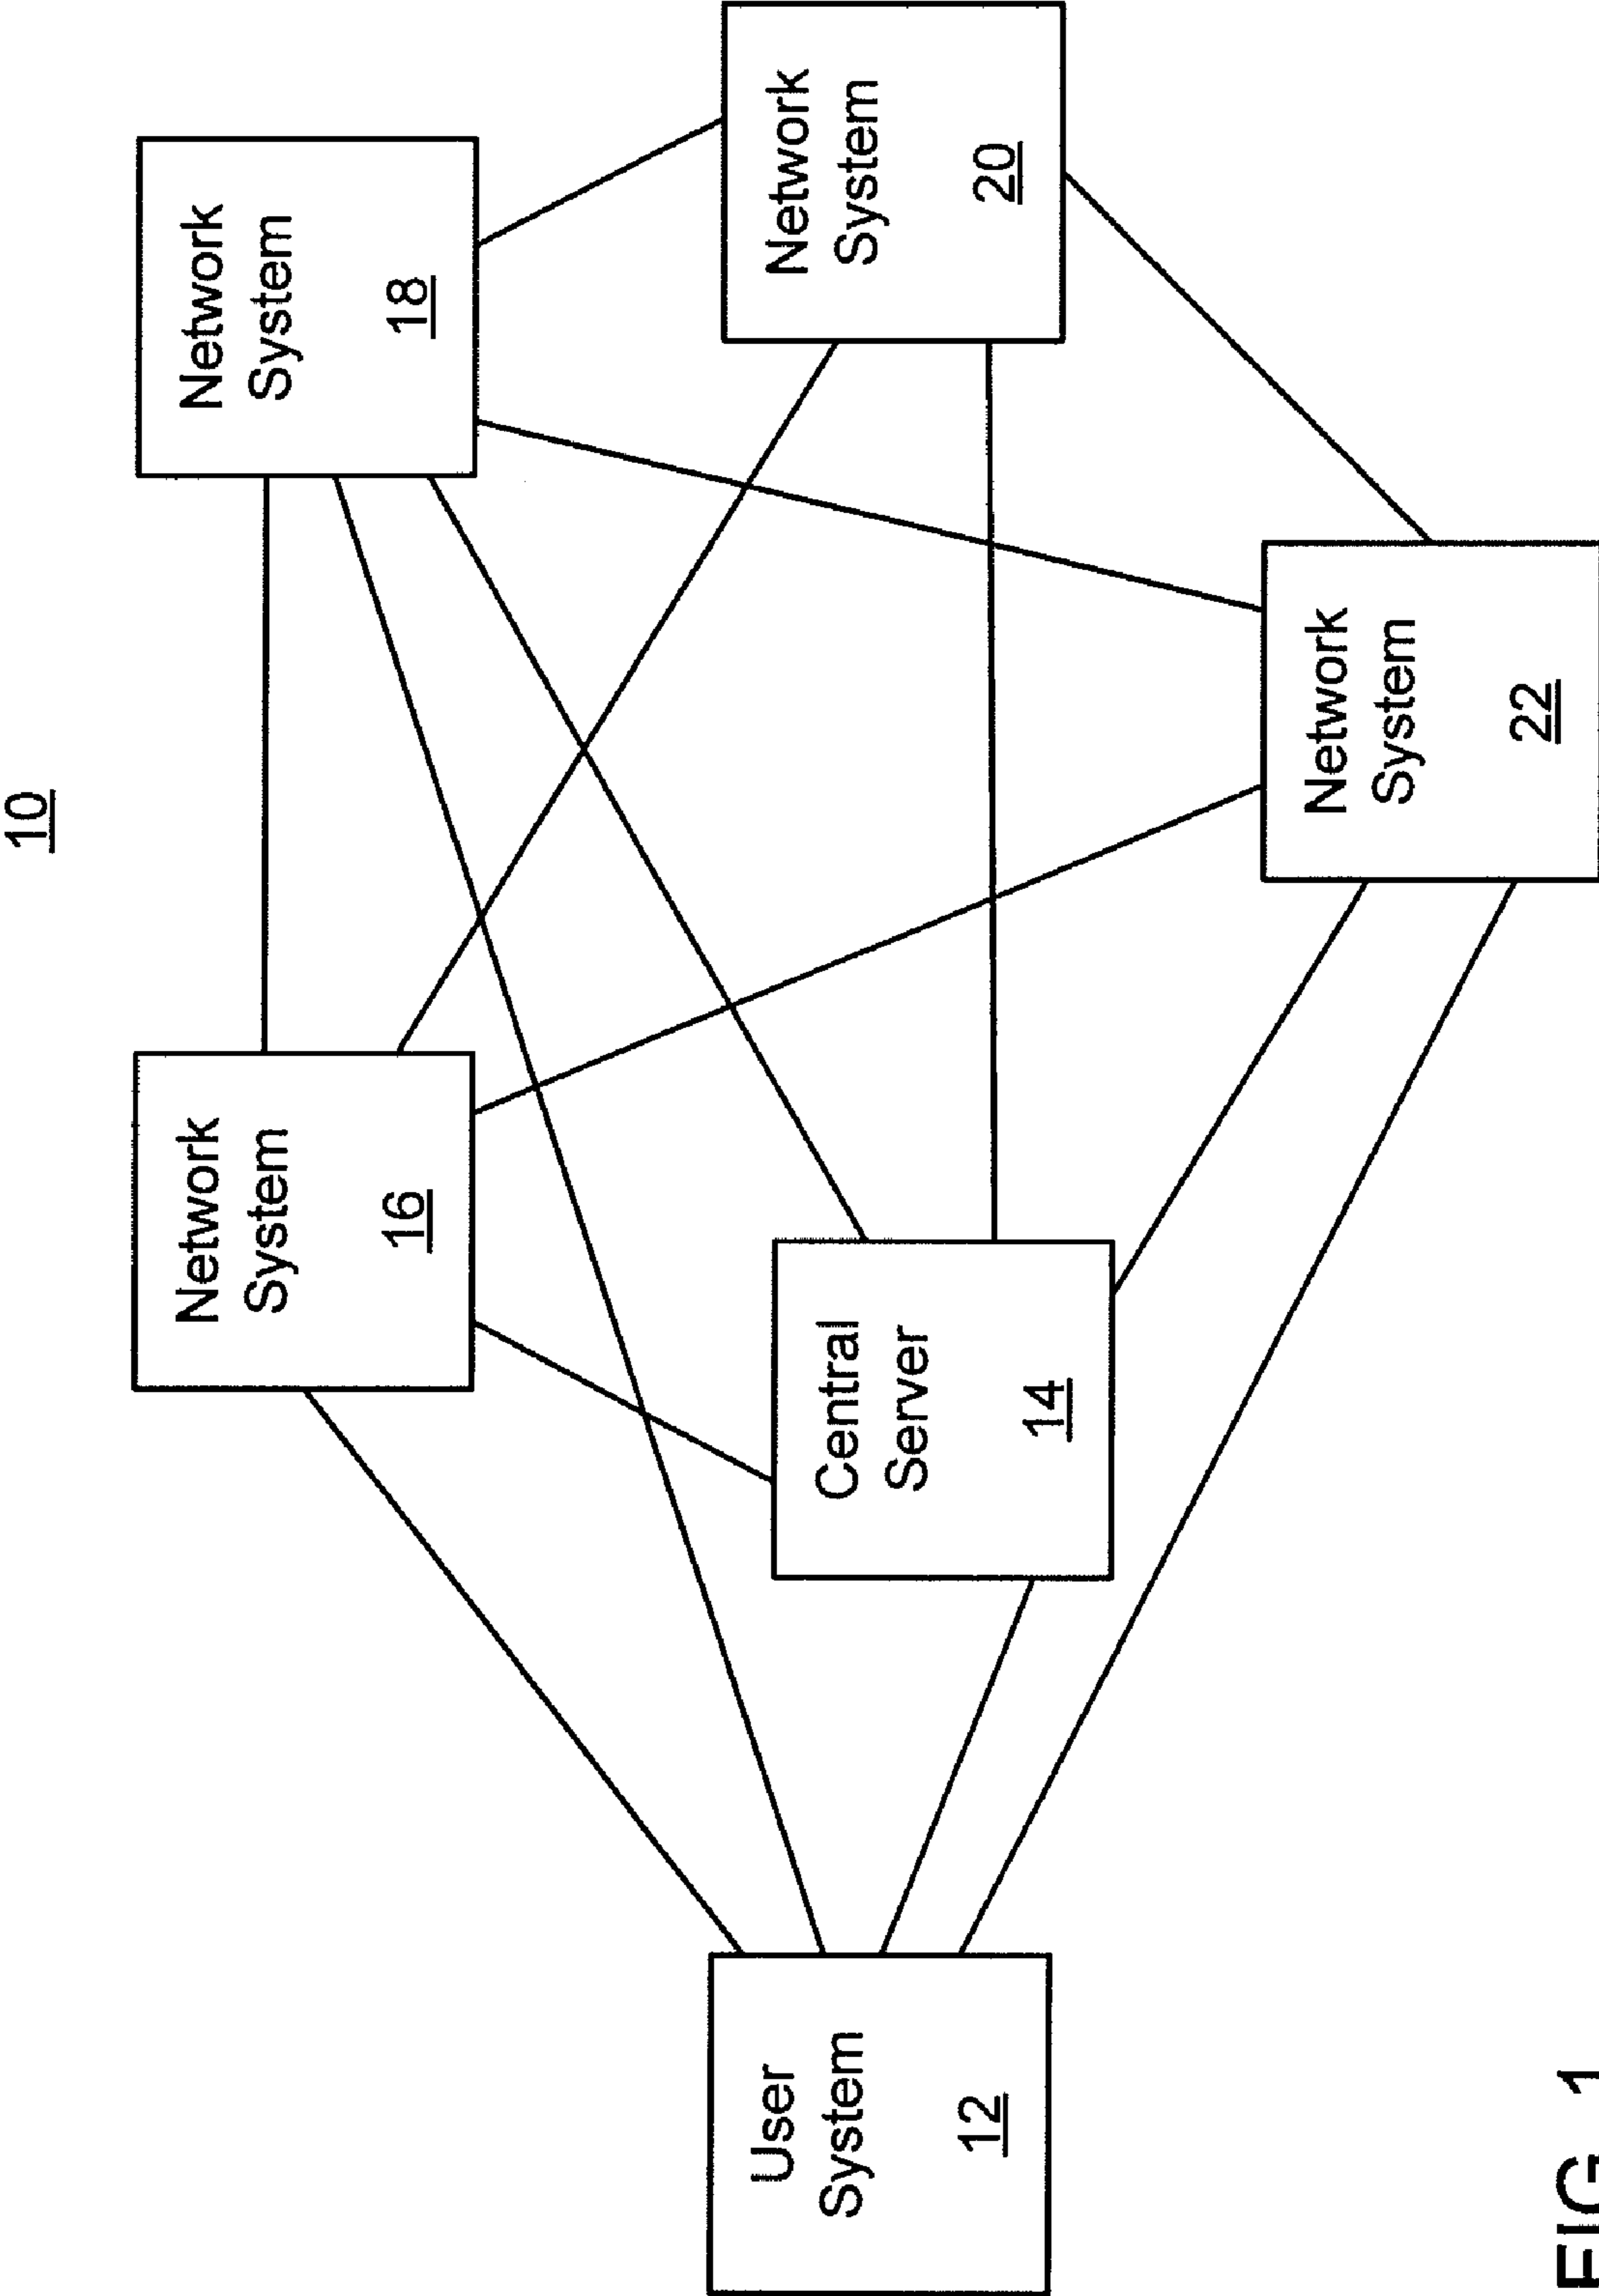 10
Network
System
16
Network
System
18
User
System
12
Central
Server
14
Network
System
20
Network
System
22
FIG. 1